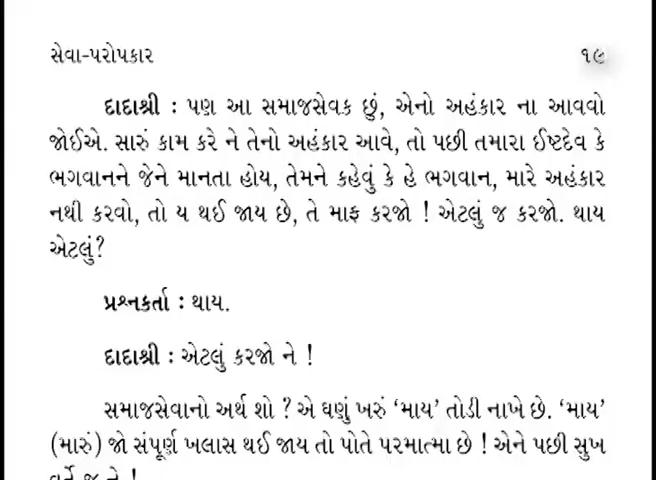 સેવા-પરોપકાર ૧૯
દાદાશ્રી : પણ આ સમાજસેવક છું, એનો અહંકાર ના આવવો
જોઈએ. સારું કામ કરે ને તેનો અહંકાર આવે, તો પછી તમારા ઈષ્ટદેવ કે
ભગવાનને જેને માનતા હોય, તેમને કહેવું કે હે ભગવાન, મારે અહંકાર
નથી કરવો, તો ય થઈ જાય છે, તે માફ કરજો ! એટલું જ કરજો. થાય
એટલું?
પ્રશ્નકર્તા : થાય.
દાદાશ્રી : એટલું કરજો ને !
સમાજસેવાનો અર્થ શો ? એ ઘણું ખરું ‘માય’ તોડી નાખે છે. ‘માય’
(મારું) જો સંપૂર્ણ ખલાસ થઈ જાય તો પોતે પરમાત્મા છે ! એને પછી સુખ
વર્તે જ ને !